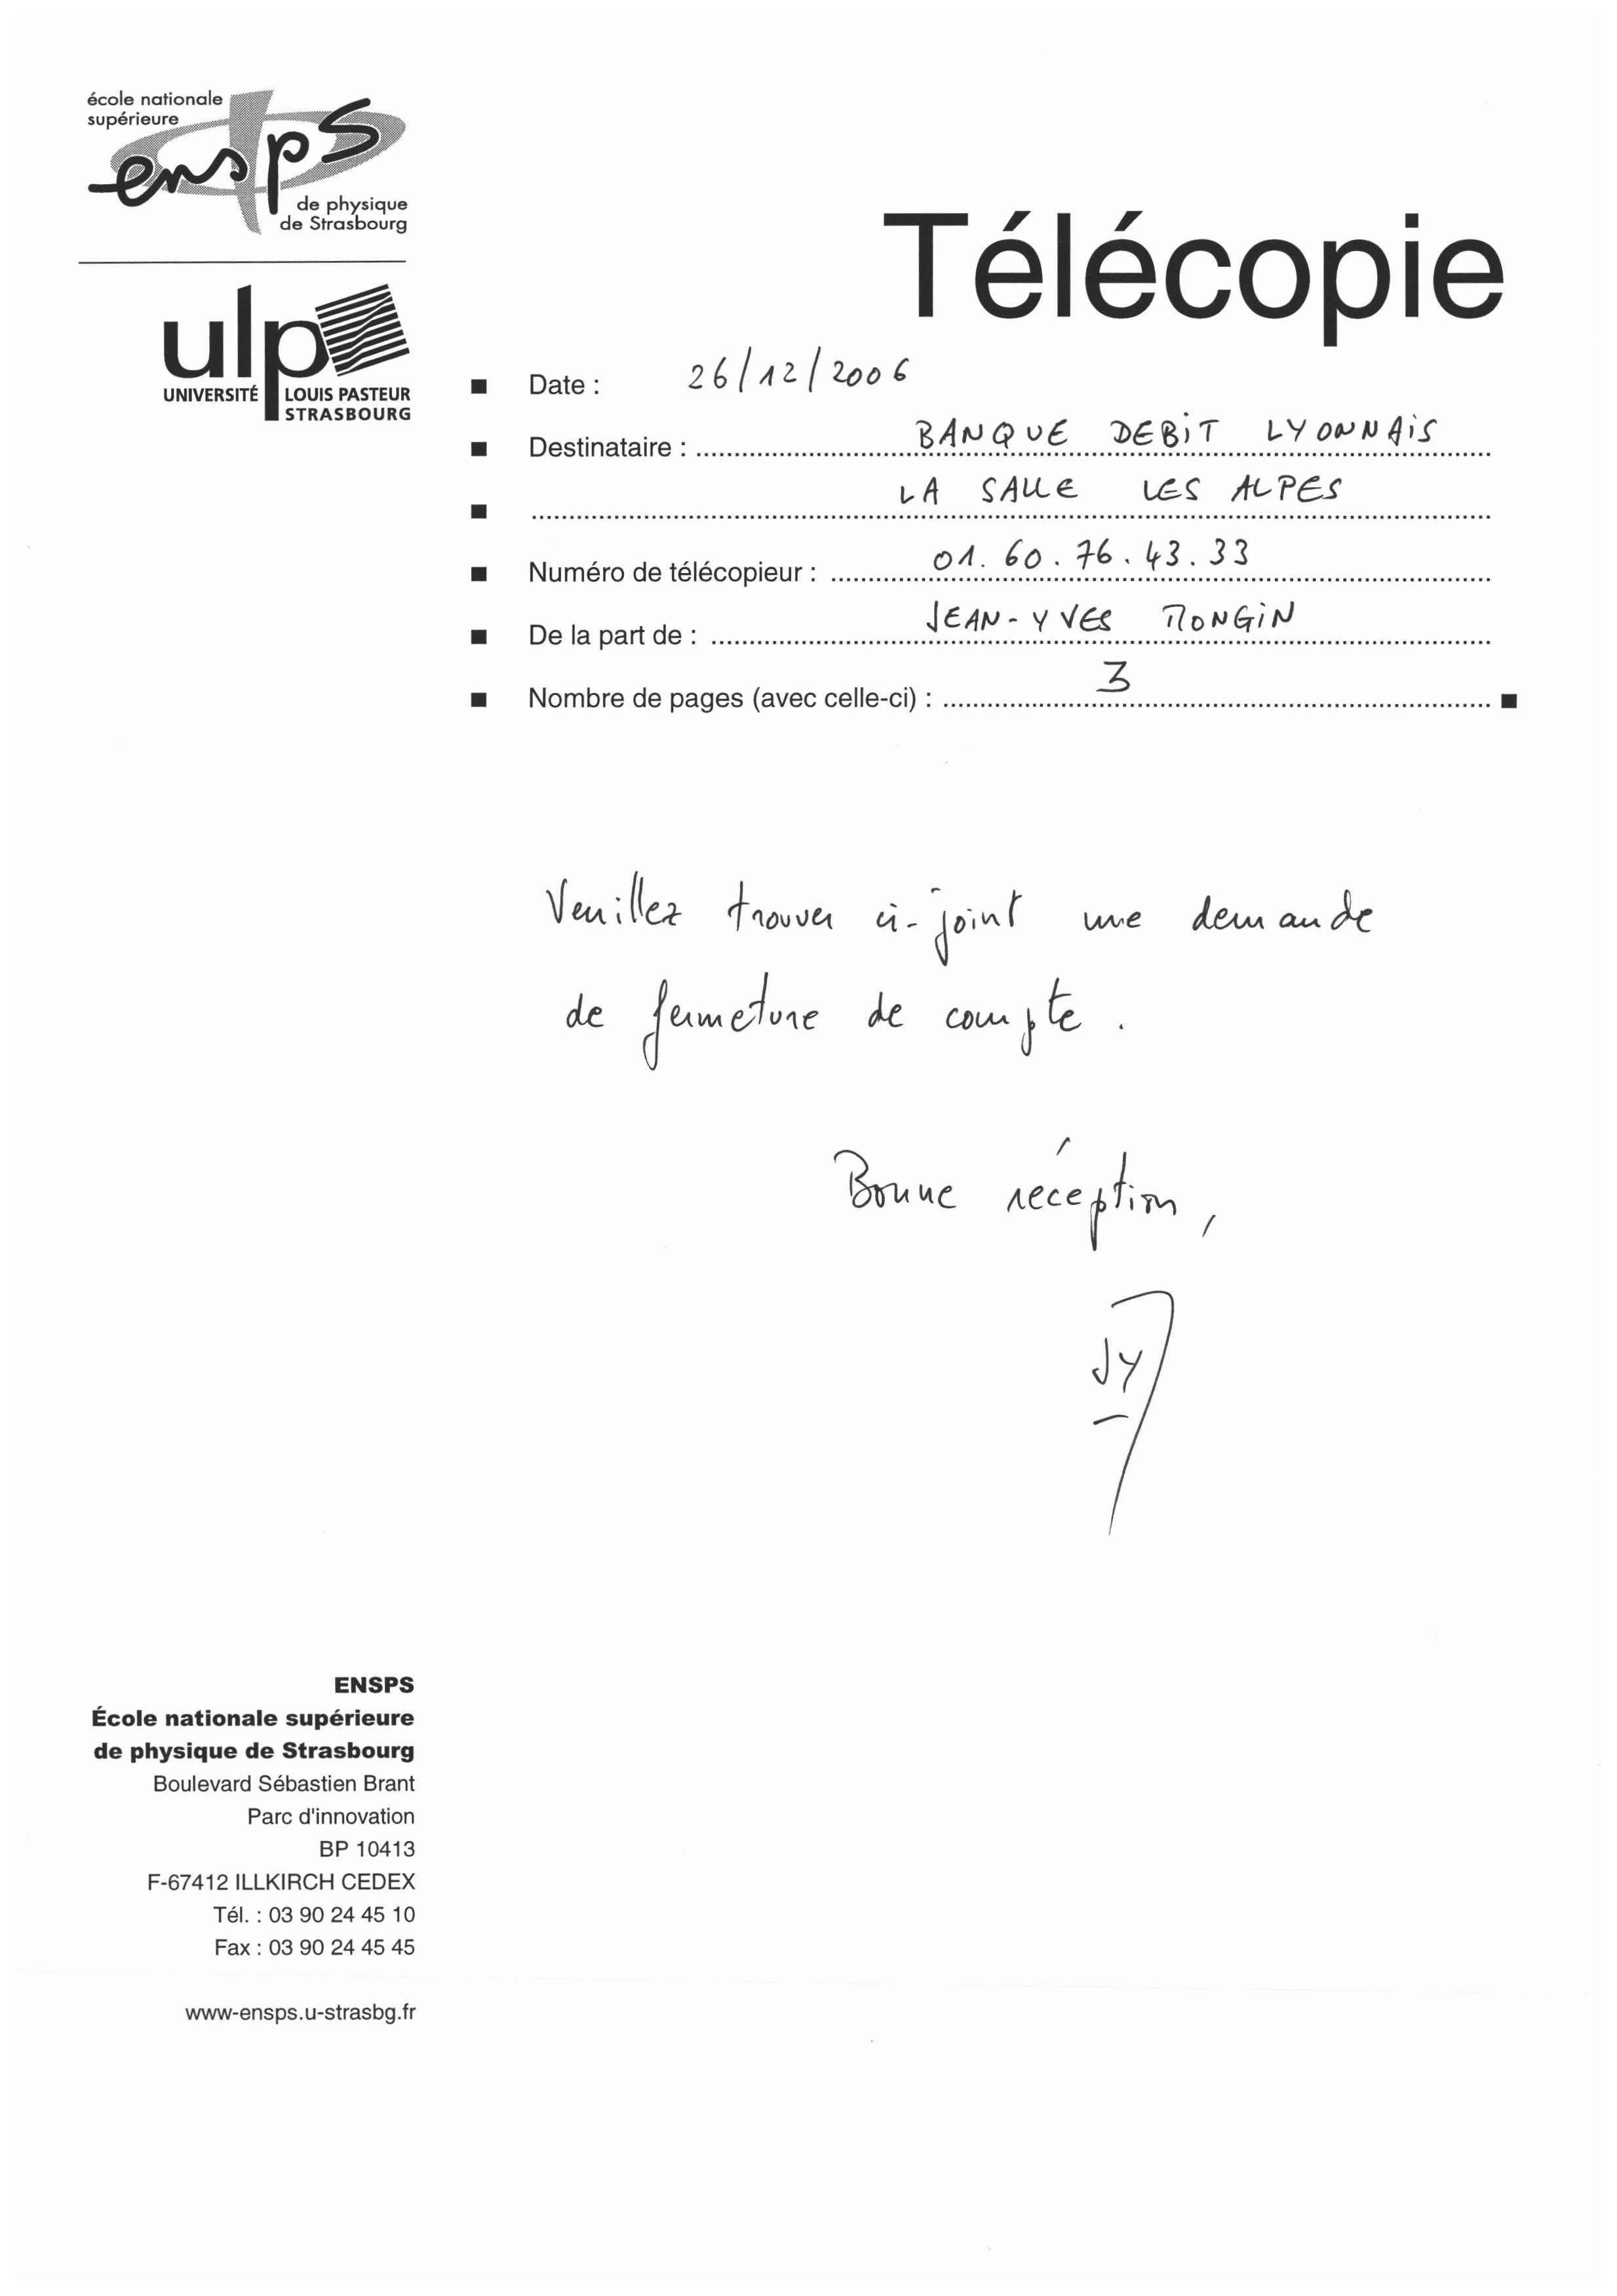 école nationale
supérieure
ensps
de physique
de Strasbourg
ulp
UNIVERSITÉ LOUIS PASTEUR
STRASBOURG
Télécopie
Date : 26/12/2006
Destinataire : BANQUE DEBIT LYONNAIS
LA SALLE LES ALPES
Numéro de télécopieur : 01.60.76.43.33
De la part de : JEAN-YVES MONGIN
Nombre de pages (avec celle-ci) : 3
Veuillez trouver ci-joint une demande
de fermeture de compte.
Bonne réception,
JY
ENSPS
École nationale supérieure
de physique de Strasbourg
Boulevard Sébastien Brant
Parc d'innovation
BP 10413
F-67412 ILLKIRCH CEDEX
Tél. : 03 90 24 45 10
Fax : 03 90 24 45 45
www-ensps.u-strasbg.fr